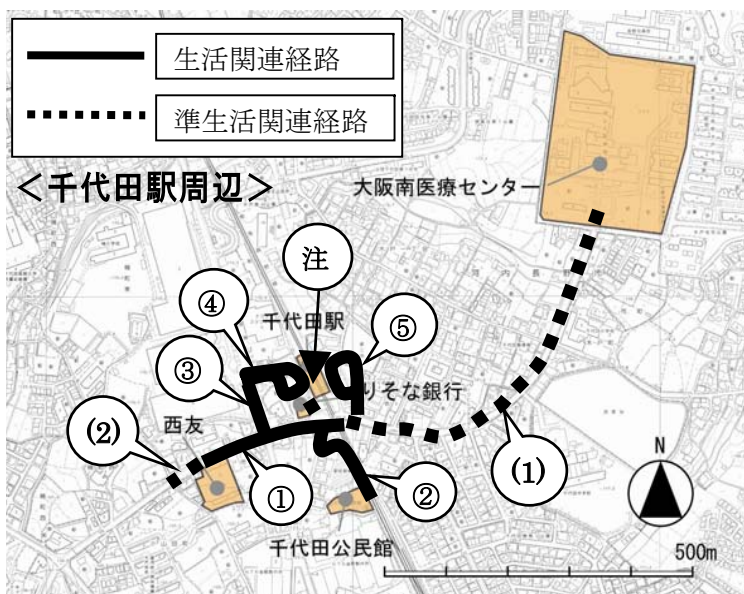 生活関連経路
準生活関連経路
＜千代田駅周辺＞
大阪南医療センター
注
千代田駅
④
⑤
③
りそな銀行
西友
(2)
(1)
①
②
千代田公民館
N
500m